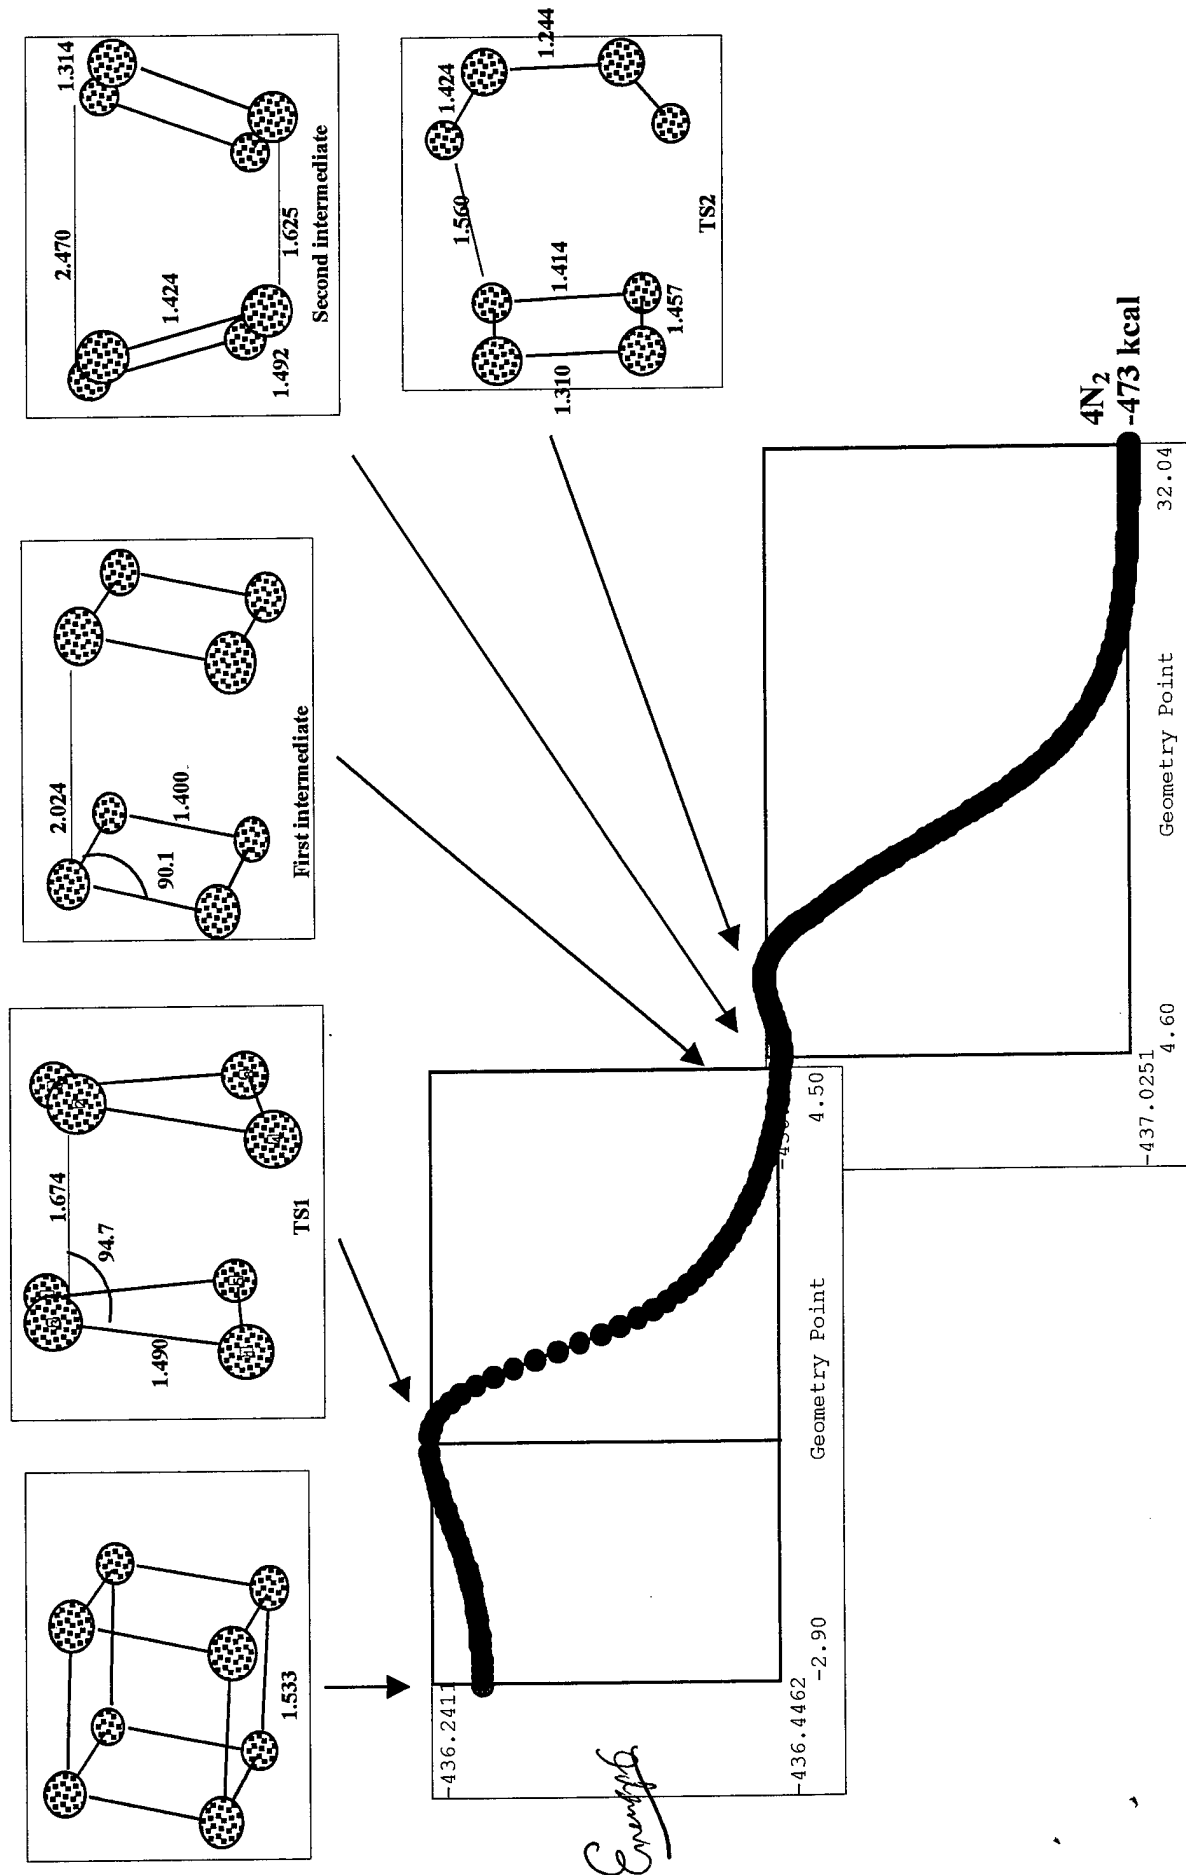 1.533
1.490
94.7
1.674
TS1
90.1
2.024
1.400
First intermediate
2.470
1.314
1.424
1.492
1.625
Second intermediate
1.560
1.424
1.244
1.414
1.310
1.457
TS2
Energy
-436.2411
-436.4462
-2.90
Geometry Point
4.50
-437.0251
4.60
Geometry Point
32.04
4N₂
-473 kcal